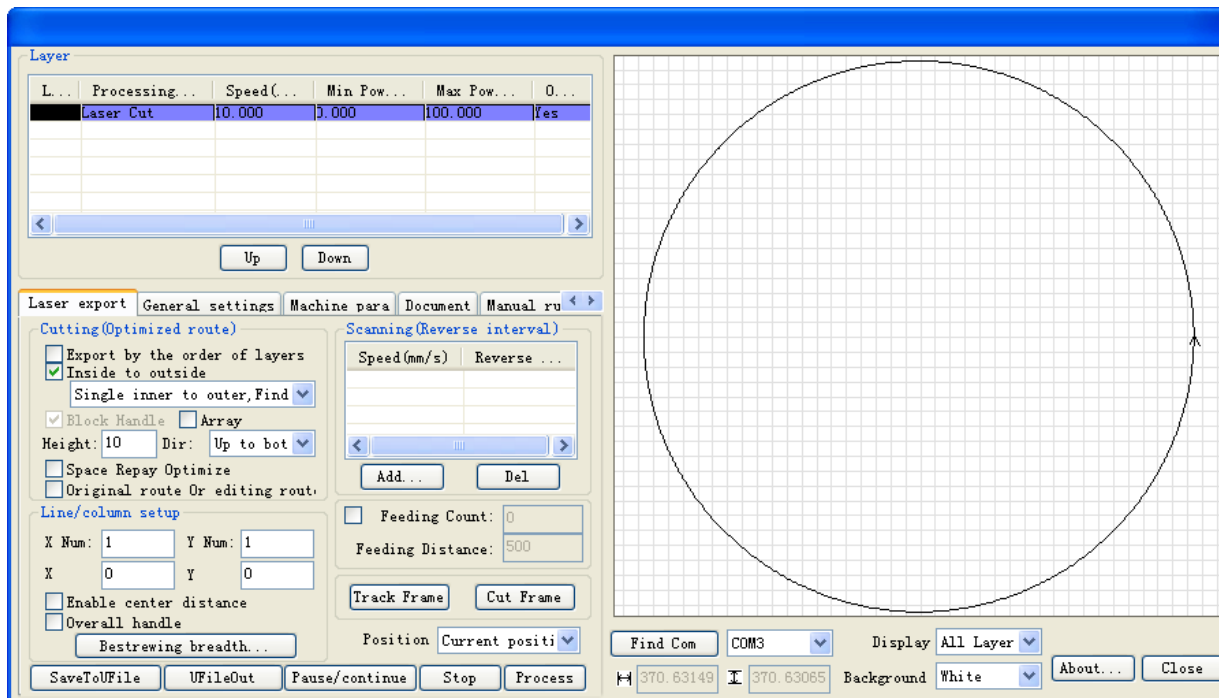 Layer
L... Processing... Speed(... Min Pow... Max Pow... O...
Laser Cut 10.000 0.000 100.000 Yes
Up Down
Laser export General settings Machine para Document Manual ru
Cutting(Optimized route)
Export by the order of layers
Inside to outside
Single inner to outer,Find
Block Handle Array
Height: 10 Dir: Up to bot
Space Repay Optimize
Original route Or editing rout
Scanning(Reverse interval)
Speed(mm/s) Reverse ...
Add... Del
Line/column setup
X Num: 1 Y Num: 1
X 0 Y 0
Enable center distance
Overall handle
Bestrewing breadth...
Feeding Count: 0
Feeding Distance: 500
Track Frame Cut Frame
Position Current positi
SaveToUFile UFileOut Pause/continue Stop Process
Find Com COM3 Display All Layer
370.63149 370.63065 Background White About... Close